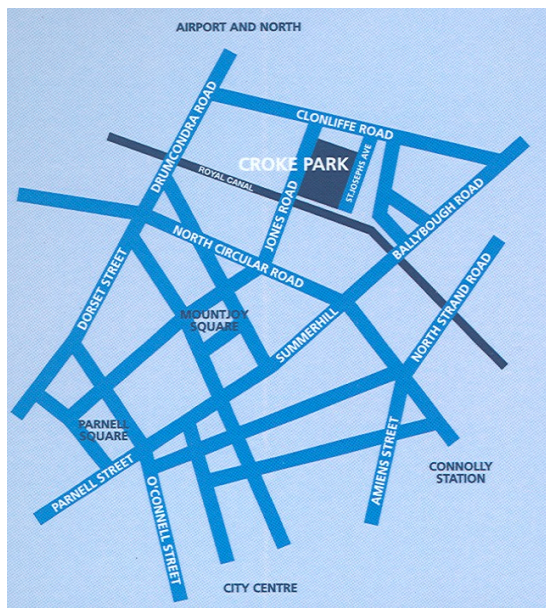 AIRPORT AND NORTH
DRUMCONDRA ROAD
CLONLIFFE ROAD
CROKE PARK
ST.JOSEPHS AVE
ROYAL CANAL
JONES ROAD
BALLYBOUGH ROAD
NORTH CIRCULAR ROAD
DORSET STREET
NORTH STRAND ROAD
MOUNTJOY
SQUARE
SUMMERHILL
PARNELL
SQUARE
PARNELL STREET
O'CONNELL STREET
AMIENS STREET
CONNOLLY
STATION
CITY CENTRE